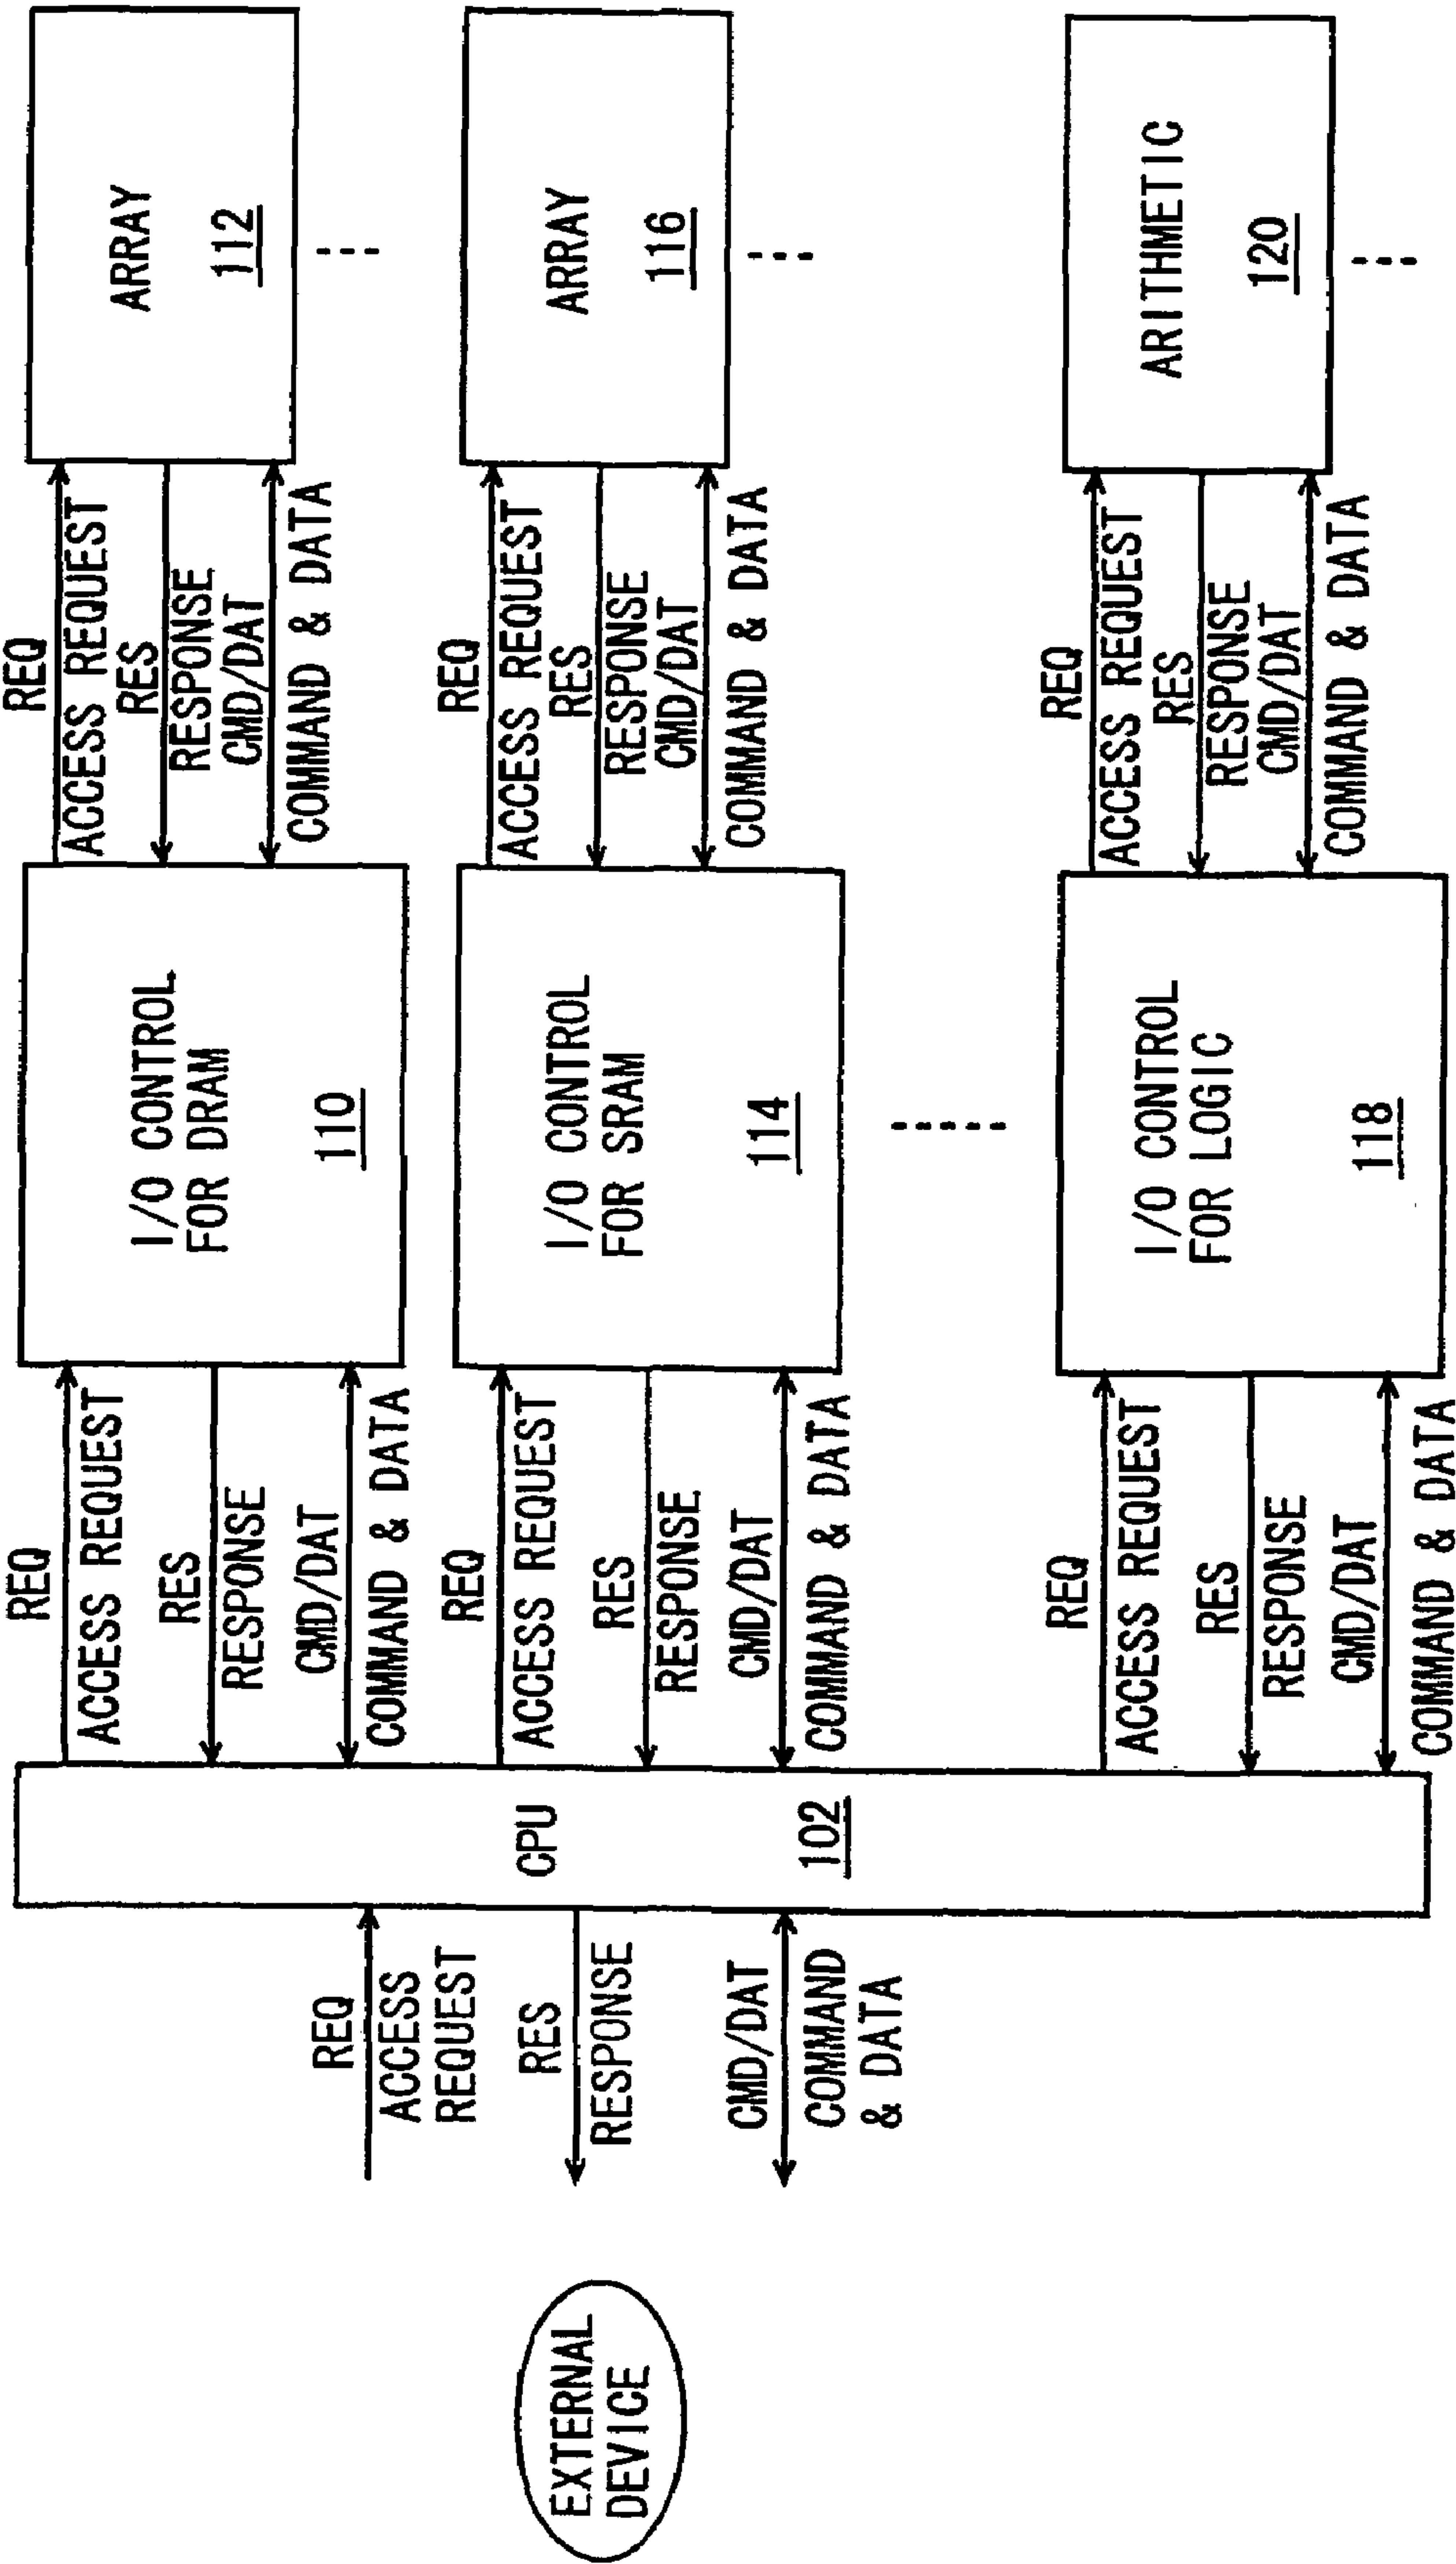 EXTERNAL
DEVICE
REQ
ACCESS
REQUEST
RES
RESPONSE
CMD/DAT
COMMAND
& DATA
CPU
102
REQ
ACCESS REQUEST
RES
RESPONSE
CMD/DAT
COMMAND & DATA
I/O CONTROL
FOR DRAM
110
REQ
ACCESS REQUEST
RES
RESPONSE
CMD/DAT
COMMAND & DATA
ARRAY
112
REQ
ACCESS REQUEST
RES
RESPONSE
CMD/DAT
COMMAND & DATA
I/O CONTROL
FOR SRAM
114
REQ
ACCESS REQUEST
RES
RESPONSE
CMD/DAT
COMMAND & DATA
ARRAY
116
REQ
ACCESS REQUEST
RES
RESPONSE
CMD/DAT
COMMAND & DATA
I/O CONTROL
FOR LOGIC
118
REQ
ACCESS REQUEST
RES
RESPONSE
CMD/DAT
COMMAND & DATA
ARITHMETIC
120